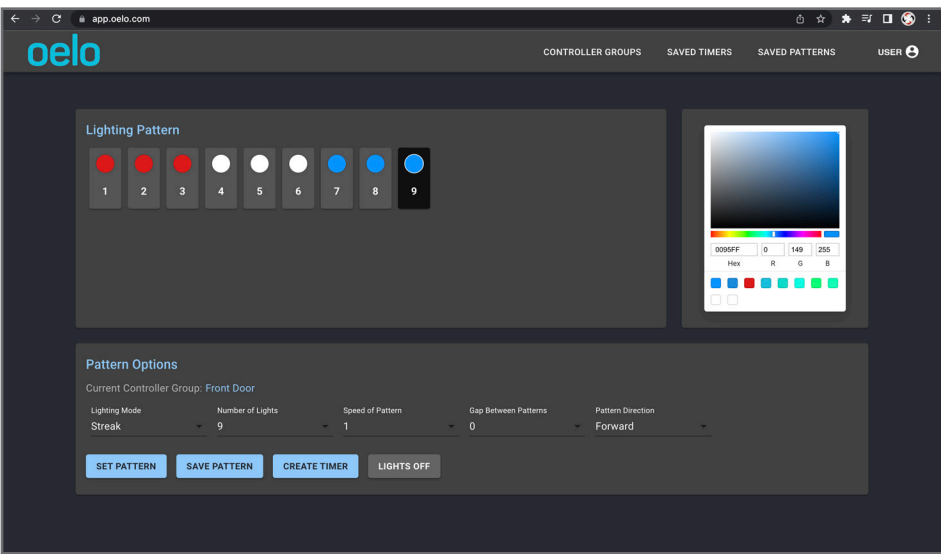 app.oelo.com
oelo
CONTROLLER GROUPS SAVED TIMERS SAVED PATTERNS USER
Lighting Pattern
1 2 3 4 5 6 7 8 9
0095FF 0 149 255
Hex R G B
Pattern Options
Current Controller Group: Front Door
Lighting Mode Number of Lights Speed of Pattern Gap Between Patterns Pattern Direction
Streak 9 1 0 Forward
SET PATTERN SAVE PATTERN CREATE TIMER LIGHTS OFF